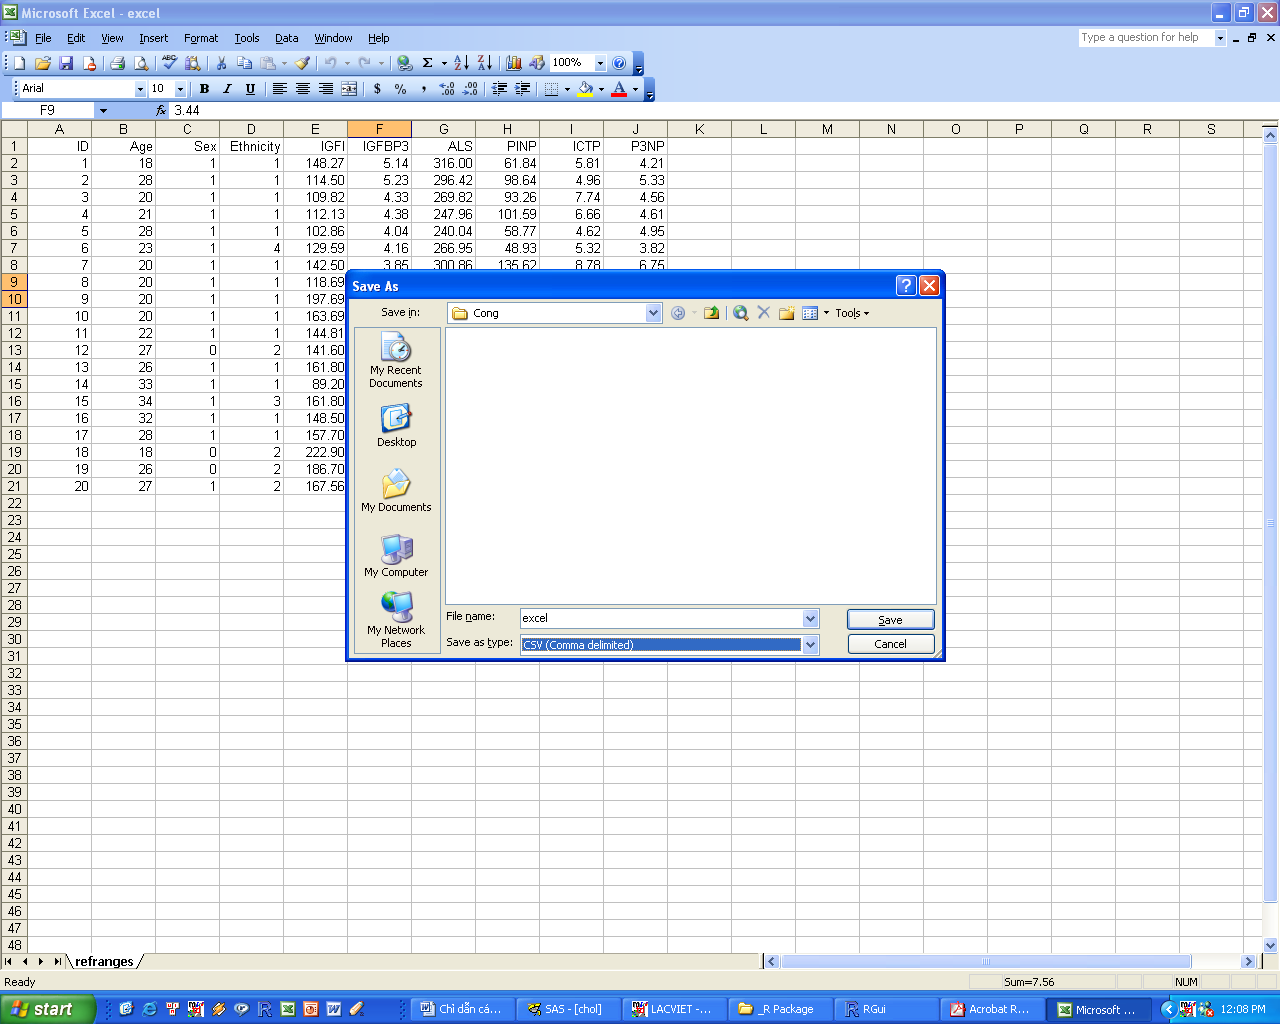 Microsoft Excel - excel
File Edit View Insert Format Tools Data Window Help Type a question for help
100%
Arial 10 B I U $ % ,
F9 fx 3.44
A B C D E F G H I J K L M N O P Q R S
1 ID Age Sex Ethnicity IGFI IGFBP3 ALS PINP ICTP P3NP
2 1 18 1 1 148.27 5.14 316.00 61.84 5.81 4.21
3 2 28 1 1 114.50 5.23 296.42 98.64 4.96 5.33
4 3 20 1 1 109.82 4.33 269.82 93.26 7.74 4.56
5 4 21 1 1 112.13 4.38 247.96 101.59 6.66 4.61
6 5 28 1 1 102.86 4.04 240.04 58.77 4.62 4.95
7 6 23 1 4 129.59 4.16 266.95 48.93 5.32 3.82
8 7 20 1 1 142.50 3.85 300.86 135.62 8.78 6.75
9 8 20 1 1 118.69
10 9 20 1 1 197.69
11 10 20 1 1 163.69
12 11 22 1 1 144.81
13 12 27 0 2 141.60
14 13 26 1 1 161.80
15 14 33 1 1 89.20
16 15 34 1 3 161.80
17 16 32 1 1 148.50
18 17 28 1 1 157.70
19 18 18 0 2 222.90
20 19 26 0 2 186.70
21 20 27 1 2 167.56
22
23
24
25
26
27
28
29
30
31
32
33
34
35
36
37
38
39
40
41
42
43
44
45
46
47
48
Save As
Save in: Cong Tools
My Recent
Documents
Desktop
My Documents
My Computer
My Network
Places
File name: excel Save
Save as type: CSV (Comma delimited) Cancel
refranges
Ready Sum=7.56 NUM
start Chỉ dẫn cá... SAS - [chol] LACVIET -... _R Package RGui Acrobat R... Microsoft ... 12:08 PM